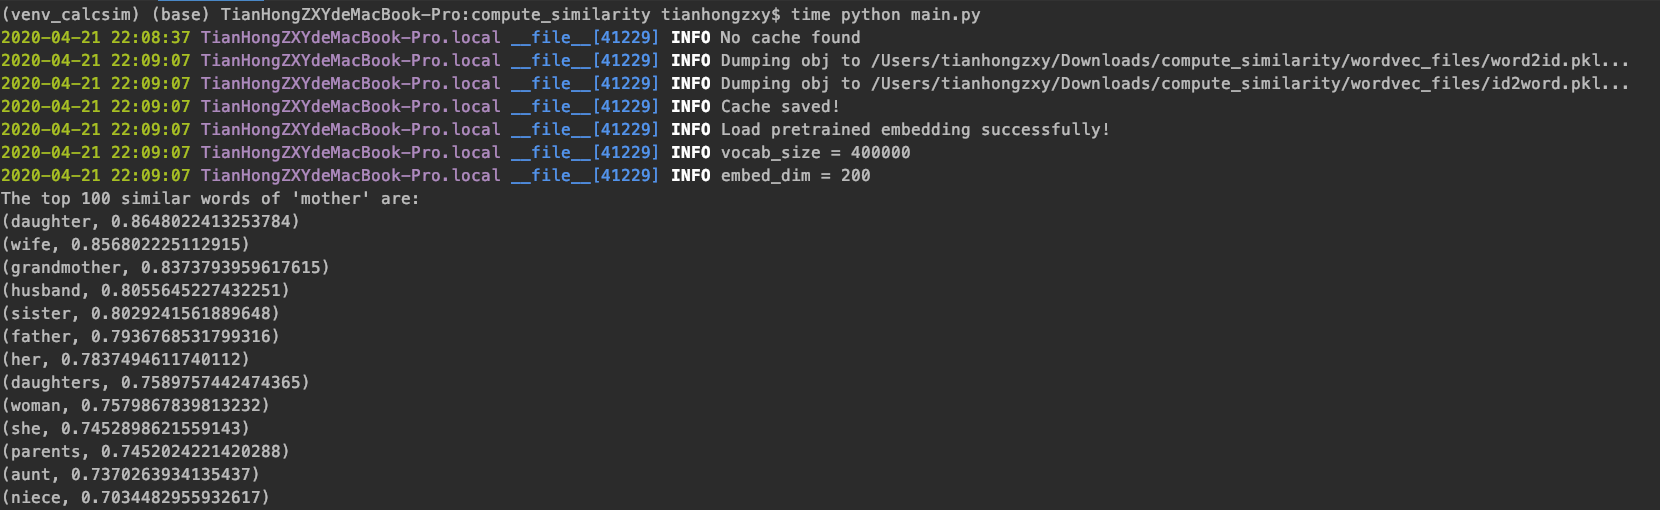 (venv_calcsim) (base) TianHongZXYdeMacBook-Pro:compute_similarity tianhongzxy$ time python main.py
2020-04-21 22:08:37 TianHongZXYdeMacBook-Pro.local __file__[41229] INFO No cache found
2020-04-21 22:09:07 TianHongZXYdeMacBook-Pro.local __file__[41229] INFO Dumping obj to /Users/tianhongzxy/Downloads/compute_similarity/wordvec_files/word2id.pkl...
2020-04-21 22:09:07 TianHongZXYdeMacBook-Pro.local __file__[41229] INFO Dumping obj to /Users/tianhongzxy/Downloads/compute_similarity/wordvec_files/id2word.pkl...
2020-04-21 22:09:07 TianHongZXYdeMacBook-Pro.local __file__[41229] INFO Cache saved!
2020-04-21 22:09:07 TianHongZXYdeMacBook-Pro.local __file__[41229] INFO Load pretrained embedding successfully!
2020-04-21 22:09:07 TianHongZXYdeMacBook-Pro.local __file__[41229] INFO vocab_size = 400000
2020-04-21 22:09:07 TianHongZXYdeMacBook-Pro.local __file__[41229] INFO embed_dim = 200
The top 100 similar words of 'mother' are:
(daughter, 0.8648022413253784)
(wife, 0.856802225112915)
(grandmother, 0.8373793959617615)
(husband, 0.8055645227432251)
(sister, 0.8029241561889648)
(father, 0.7936768531799316)
(her, 0.7837494611740112)
(daughters, 0.7589757442474365)
(woman, 0.7579867839813232)
(she, 0.7452898621559143)
(parents, 0.7452024221420288)
(aunt, 0.7370263934135437)
(niece, 0.7034482955932617)